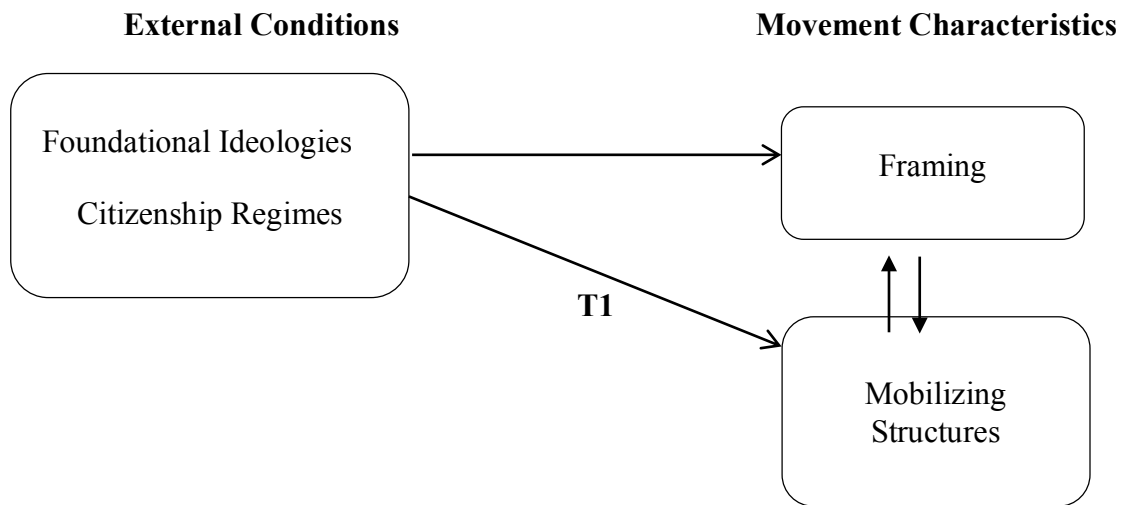 External Conditions
Movement Characteristics
Foundational Ideologies
Citizenship Regimes
Framing
T1
Mobilizing
Structures